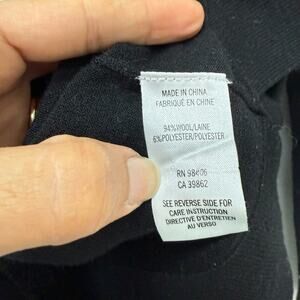 MADE IN CHINA
FABRIQUÉ EN CHINE
94%WOOL/LAINE
6%POLYESTER/POLYESTER
RN 98406
CA 39862
SEE REVERSE SIDE FOR
CARE INSTRUCTION
DIRECTIVE D'ENTRETIEN
AU VERSO